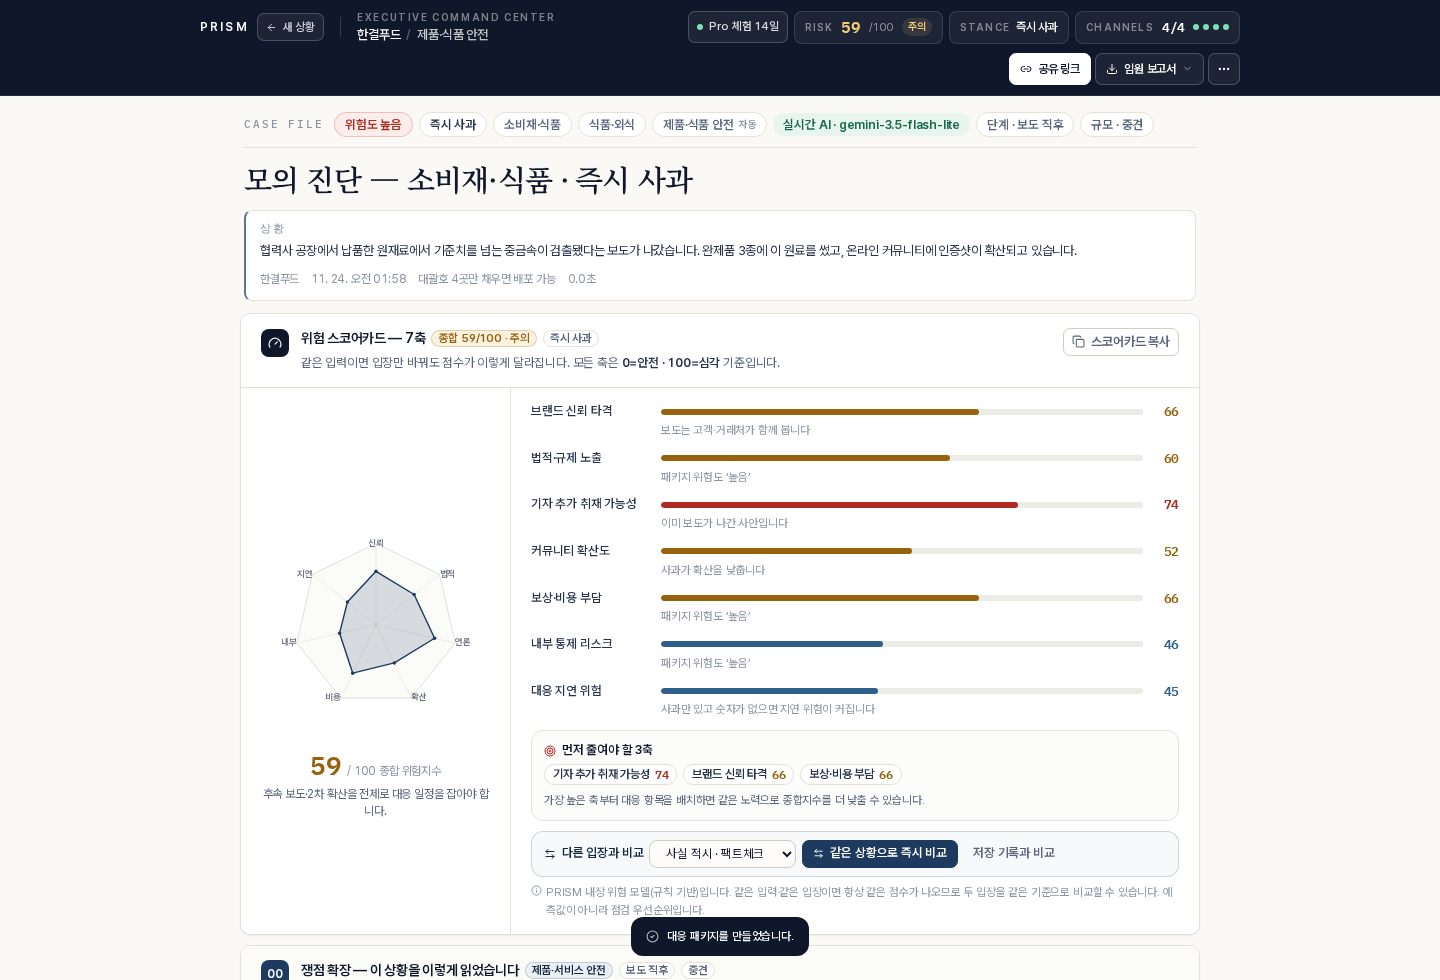 PRISM
새 상황
EXECUTIVE COMMAND CENTER
한결푸드 / 제품·식품 안전
Pro 체험 14일
RISK 59 /100 주의
STANCE 즉시 사과
CHANNELS 4/4
공유 링크
임원 보고서
CASE FILE 위험도 높음 즉시 사과 소비재·식품 식품·외식 제품·식품 안전 자동 실시간 AI · gemini-3.5-flash-lite 단계 · 보도 직후 규모 · 중견
모의 진단 — 소비재·식품 · 즉시 사과
상황
협력사 공장에서 납품한 원재료에서 기준치를 넘는 중금속이 검출됐다는 보도가 나갔습니다. 완제품 3종에 이 원료를 썼고, 온라인 커뮤니티에 인증샷이 확산되고 있습니다.
한결푸드 11. 24. 오전 01:58 대괄호 4곳만 채우면 배포 가능 0.0초
위험 스코어카드 — 7축 종합 59/100 · 주의 즉시 사과
같은 입력이면 입장만 바꿔도 점수가 이렇게 달라집니다. 모든 축은 0=안전 · 100=심각 기준입니다.
스코어카드 복사
신뢰
법적
언론
확산
비용
내부
지연
59 / 100 종합 위험지수
후속 보도·2차 확산을 전제로 대응 일정을 잡아야 합
니다.
브랜드 신뢰 타격 66
보도는 고객·거래처가 함께 봅니다
법적·규제 노출 60
패키지 위험도 ‘높음’
기자 추가 취재 가능성 74
이미 보도가 나간 사안입니다
커뮤니티 확산도 52
사과가 확산을 낮춥니다
보상·비용 부담 66
패키지 위험도 ‘높음’
내부 통제 리스크 46
패키지 위험도 ‘높음’
대응 지연 위험 45
사과만 있고 숫자가 없으면 지연 위험이 커집니다
먼저 줄여야 할 3축
기자 추가 취재 가능성 74 브랜드 신뢰 타격 66 보상·비용 부담 66
가장 높은 축부터 대응 항목을 배치하면 같은 노력으로 종합지수를 더 낮출 수 있습니다.
다른 입장과 비교 사실 적시 · 팩트체크 같은 상황으로 즉시 비교 저장 기록과 비교
PRISM 내장 위험 모델(규칙 기반)입니다. 같은 입력·같은 입장이면 항상 같은 점수가 나오므로 두 입장을 같은 기준으로 비교할 수 있습니다. 예
측값이 아니라 점검 우선순위입니다.
대응 패키지를 만들었습니다.
00 쟁점 확장 — 이 상황을 이렇게 읽었습니다 제품·서비스 안전 보도 직후 중견